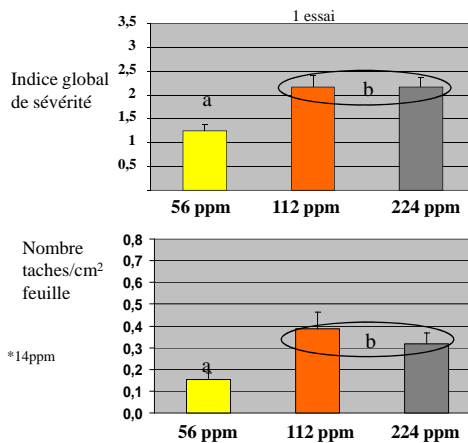 1 essai
Indice global
de sévérité
3,5
3
2,5
2
1,5
1
0,5
a
b
56 ppm 112 ppm 224 ppm
Nombre
taches/cm²
feuille
*14ppm
0,8
0,7
0,6
0,5
0,4
0,3
0,2
0,1
0,0
a
b
56 ppm 112 ppm 224 ppm